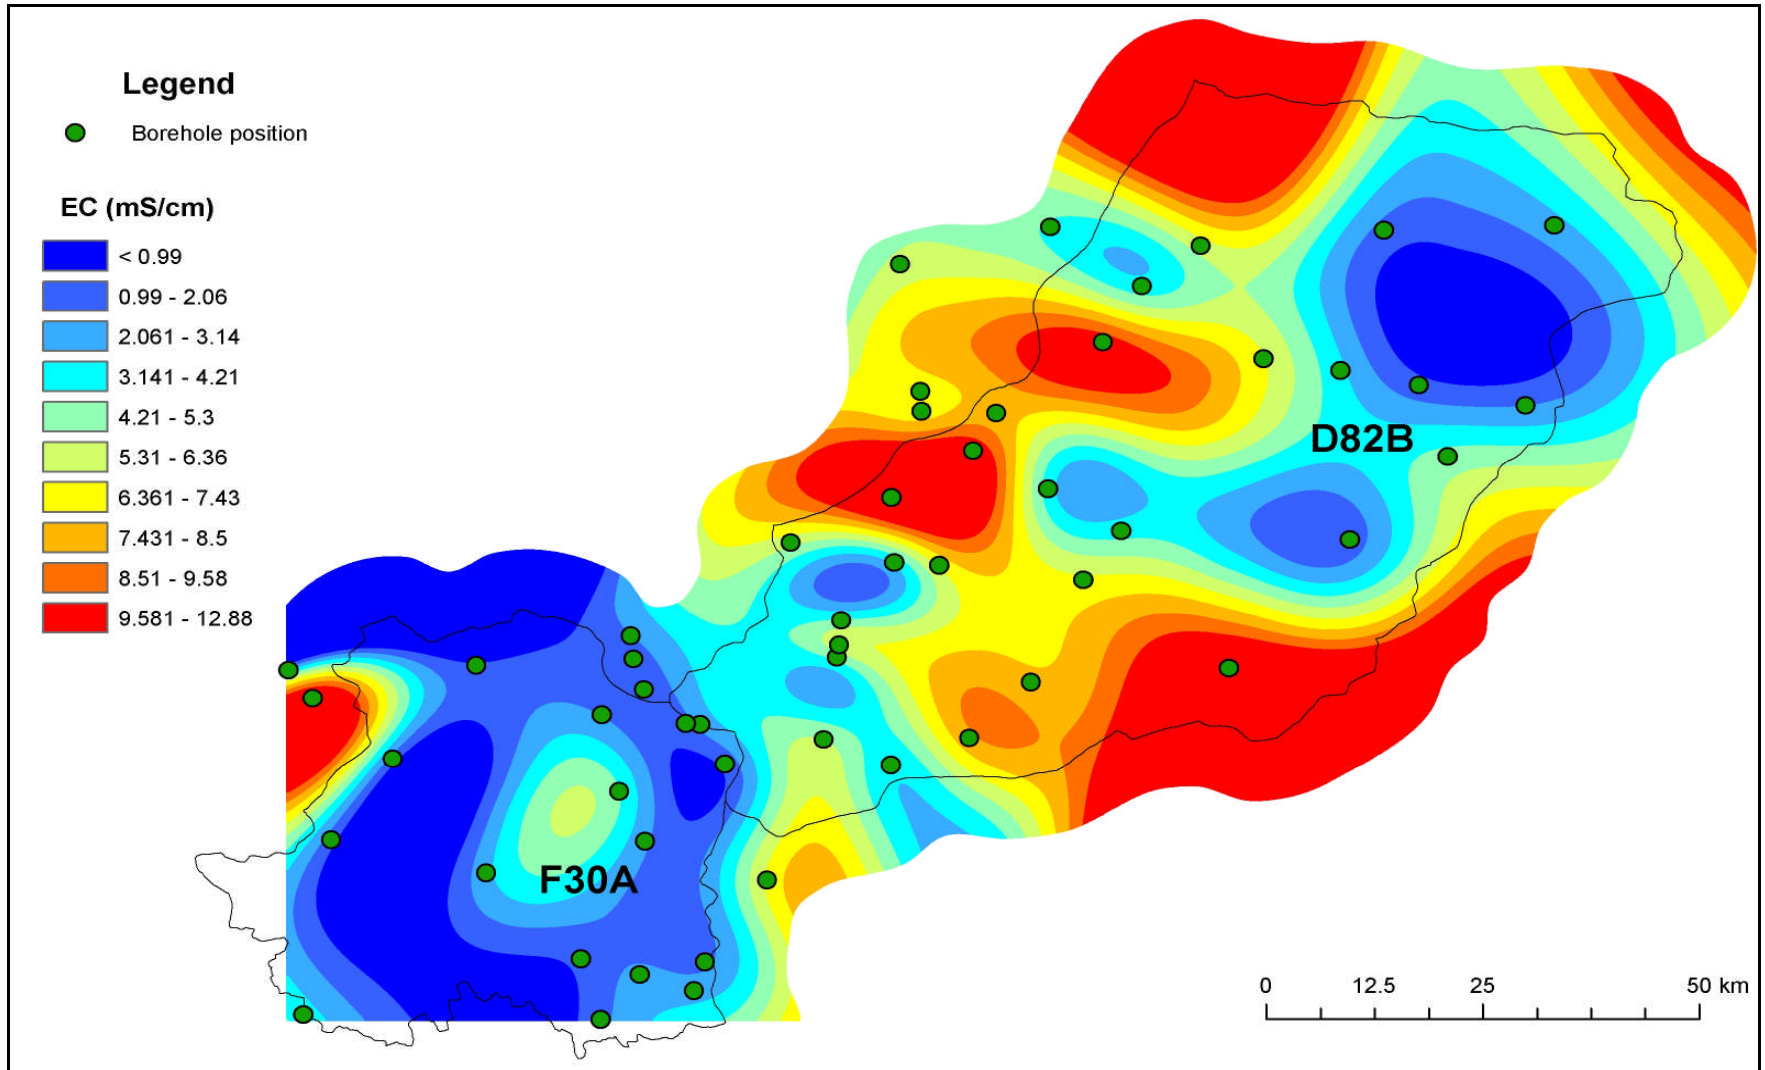 Legend
Borehole position
EC (mS/cm)
< 0.99
0.99 - 2.06
2.061 - 3.14
3.141 - 4.21
4.21 - 5.3
5.31 - 6.36
6.361 - 7.43
7.431 - 8.5
8.51 - 9.58
9.581 - 12.88
D82B
F30A
0 12.5 25 50 km